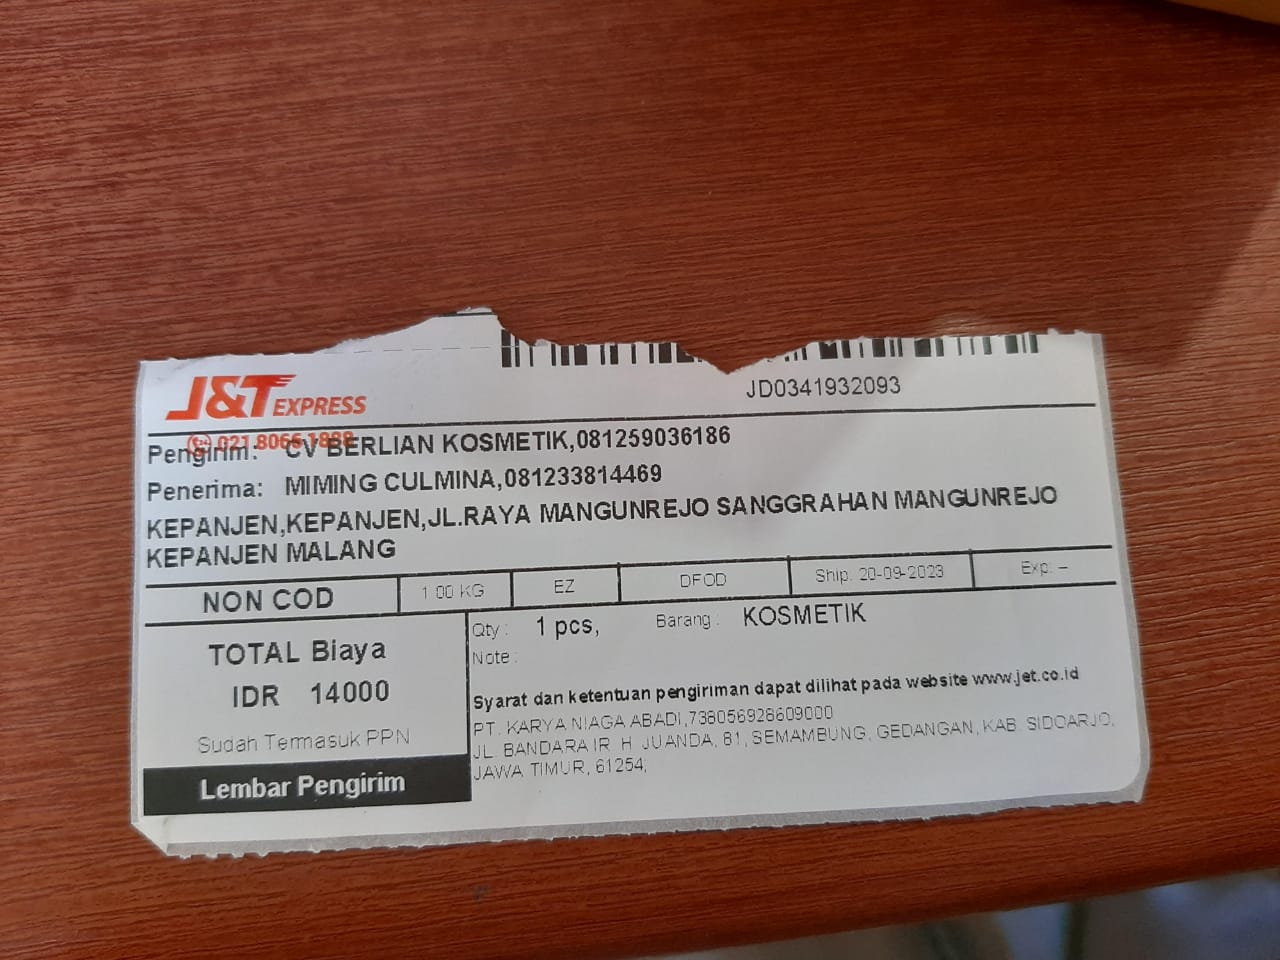 J&T EXPRESS
JD0341932093
021 8066 1888
Pengirim: CV BERLIAN KOSMETIK,081259036186
Penerima: MIMING CULMINA,081233814469
KEPANJEN,KEPANJEN,JL.RAYA MANGUNREJO SANGGRAHAN MANGUNREJO
KEPANJEN MALANG
NON COD 1.00 KG EZ DFOD Ship: 20-09-2023 Exp: –
Qty : 1 pcs, Barang : KOSMETIK
Note :
TOTAL Biaya
IDR 14000
Sudah Termasuk PPN
Lembar Pengirim
Syarat dan ketentuan pengiriman dapat dilihat pada website www.jet.co.id
PT. KARYA NIAGA ABADI,738056928609000
JL. BANDARA IR. H. JUANDA, 81, SEMAMBUNG, GEDANGAN, KAB. SIDOARJO,
JAWA TIMUR, 61254;